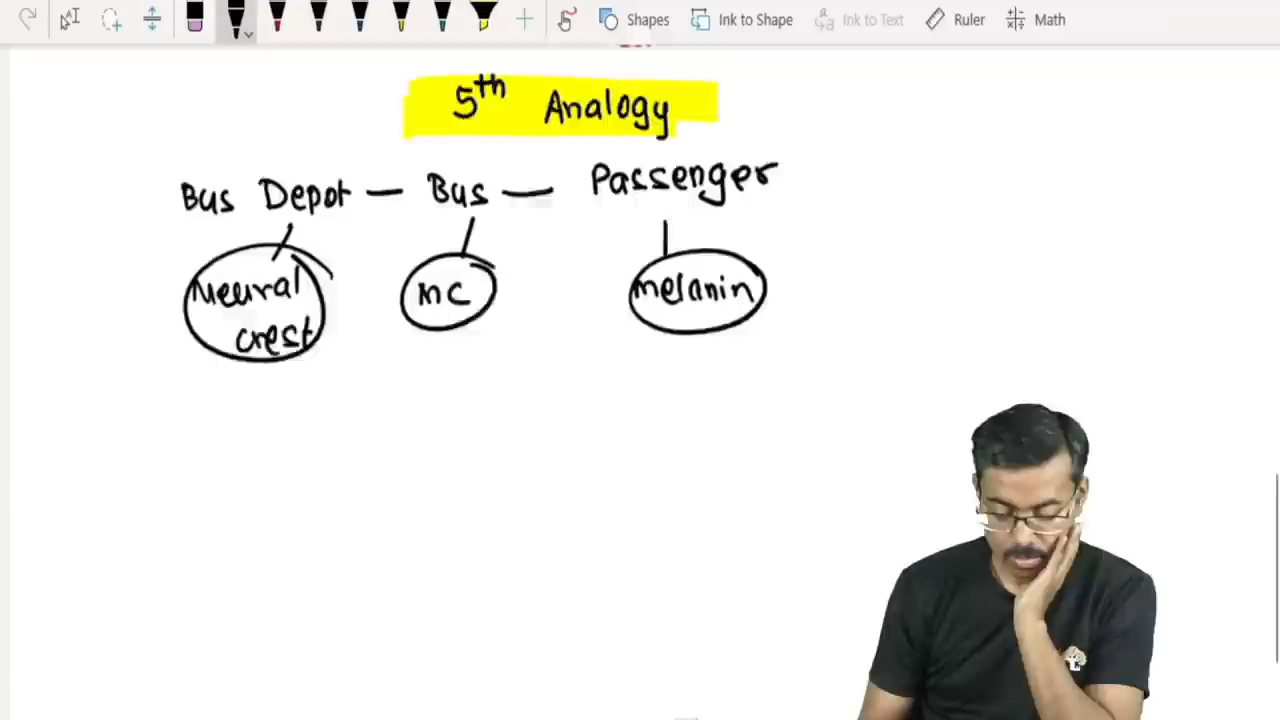 Shapes Ink to Shape Ink to Text Ruler Math
5th Analogy
Bus Depot — Bus — Passenger
Neural MC melanin
crest